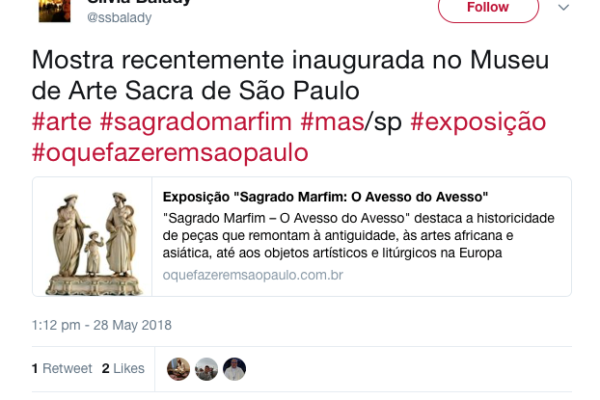 Silvia Balady
@ssbalady
Follow
Mostra recentemente inaugurada no Museu
de Arte Sacra de São Paulo
#arte #sagradomarfim #mas/sp #exposição
#oquefazeremsaopaulo
Exposição "Sagrado Marfim: O Avesso do Avesso"
"Sagrado Marfim – O Avesso do Avesso" destaca a historicidade
de peças que remontam à antiguidade, às artes africana e
asiática, até aos objetos artísticos e litúrgicos na Europa
oquefazeremsaopaulo.com.br
1:12 pm - 28 May 2018
1 Retweet 2 Likes